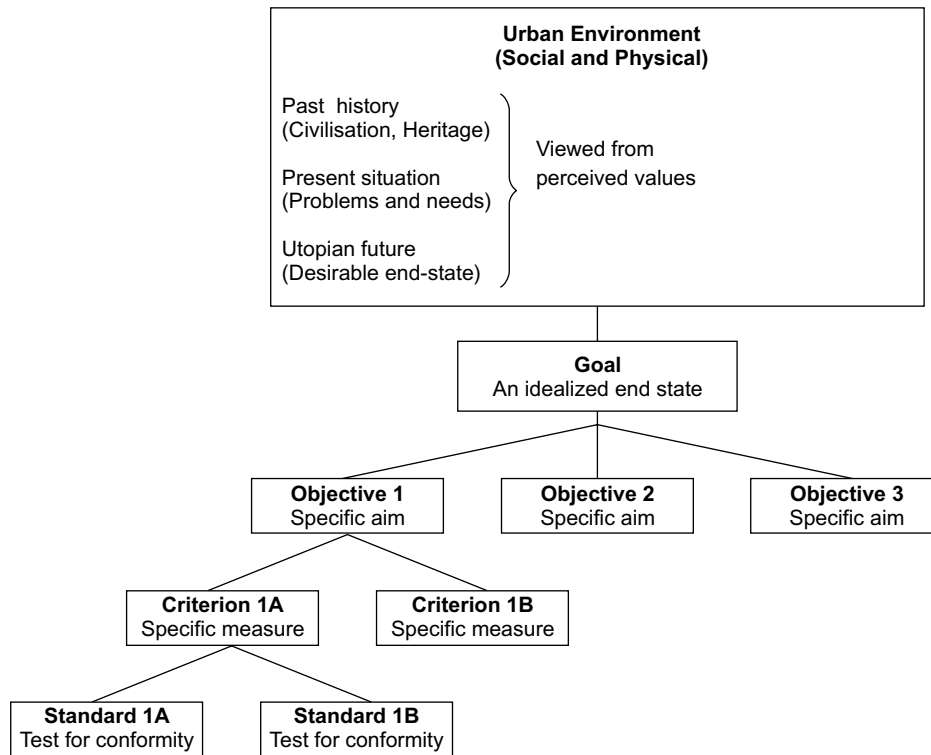 Urban Environment
(Social and Physical)
Past history
(Civilisation, Heritage)
Present situation
(Problems and needs)
Utopian future
(Desirable end-state)
Viewed from
perceived values
Goal
An idealized end state
Objective 1
Specific aim
Objective 2
Specific aim
Objective 3
Specific aim
Criterion 1A
Specific measure
Criterion 1B
Specific measure
Standard 1A
Test for conformity
Standard 1B
Test for conformity